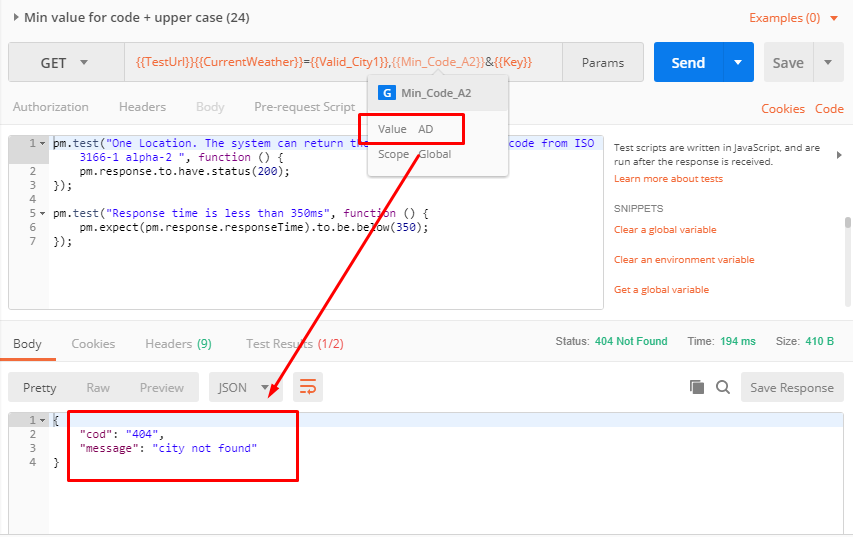 Min value for code + upper case (24)
Examples (0)
GET
{{TestUrl}}{{CurrentWeather}}={{Valid_City1}},{{Min_Code_A2}}&{{Key}}
Params
Send
Save
G Min_Code_A2
Value AD
Scope Global
Authorization
Headers
Body
Pre-request Script
Cookies
Code
1 pm.test("One Location. The system can return the code from ISO
3166-1 alpha-2 ", function () {
2 pm.response.to.have.status(200);
3 });
4
5 pm.test("Response time is less than 350ms", function () {
6 pm.expect(pm.response.responseTime).to.be.below(350);
7 });
Test scripts are written in JavaScript, and are
run after the response is received.
Learn more about tests
SNIPPETS
Clear a global variable
Clear an environment variable
Get a global variable
Body
Cookies
Headers (9)
Test Results (1/2)
Status: 404 Not Found
Time: 194 ms
Size: 410 B
Pretty
Raw
Preview
JSON
Save Response
1 {
2 "cod": "404",
3 "message": "city not found"
4 }